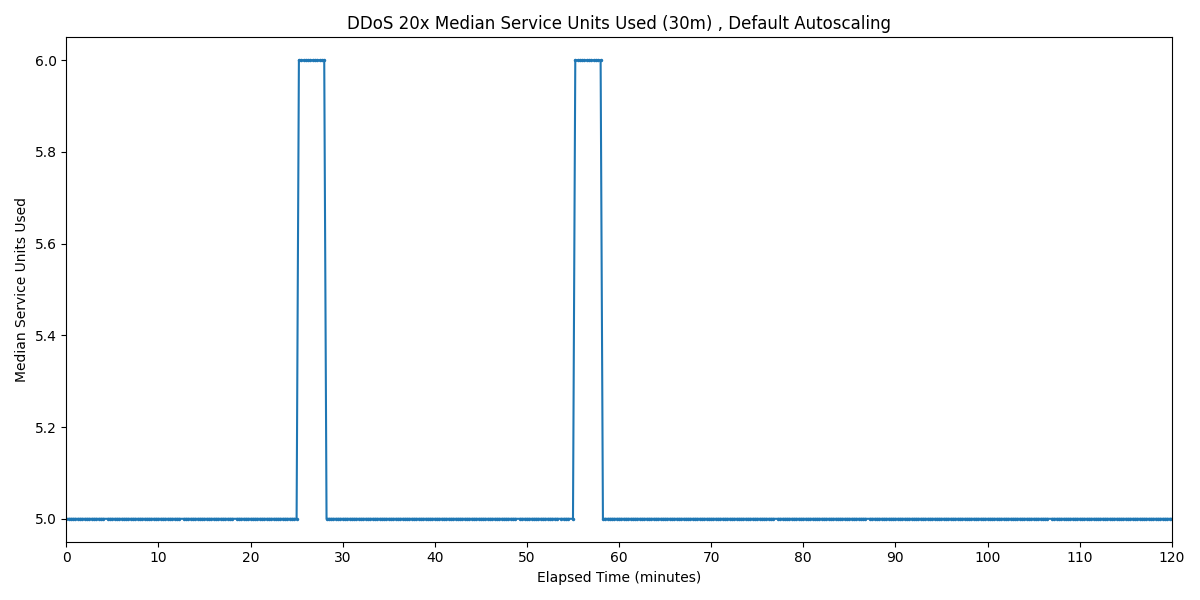 DDoS 20x Median Service Units Used (30m) , Default Autoscaling
6.0
5.8
5.6
5.4
5.2
5.0
Median Service Units Used
0 10 20 30 40 50 60 70 80 90 100 110 120
Elapsed Time (minutes)